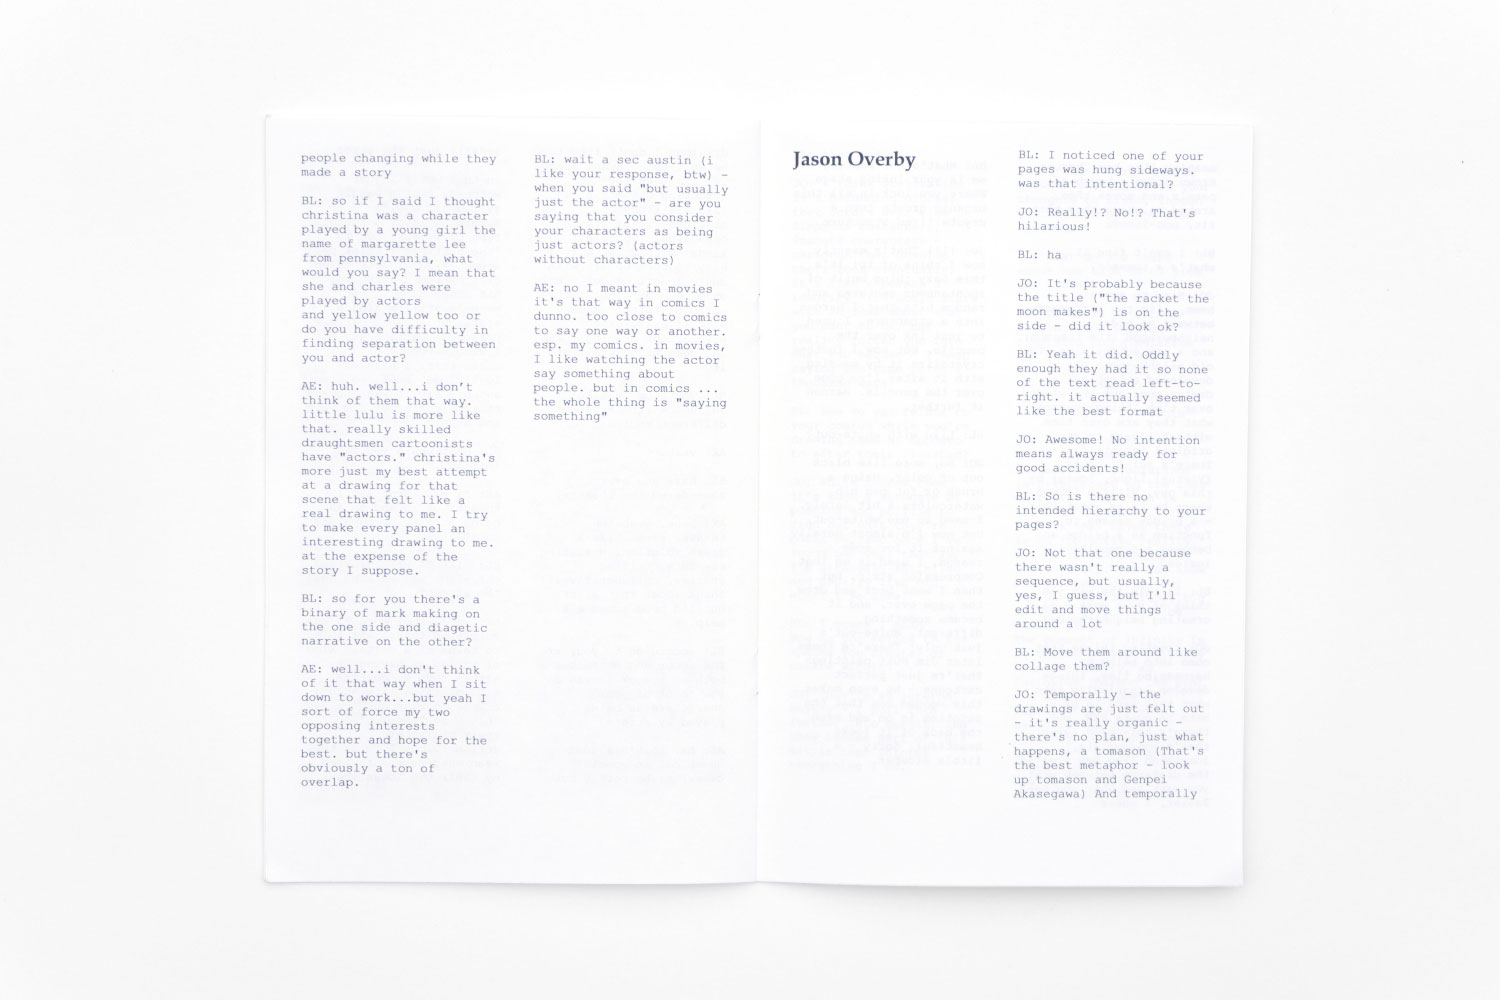 people changing while they
made a story
BL: so if I said I thought
christina was a character
played by a young girl the
name of margarette lee
from pennsylvania, what
would you say? I mean that
she and charles were
played by actors
and yellow yellow too or
do you have difficulty in
finding separation between
you and actor?
AE: huh. well...i don’t
think of them that way.
little lulu is more like
that. really skilled
draughtsmen cartoonists
have "actors." christina's
more just my best attempt
at a drawing for that
scene that felt like a
real drawing to me. I try
to make every panel an
interesting drawing to me.
at the expense of the
story I suppose.
BL: so for you there's a
binary of mark making on
the one side and diagetic
narrative on the other?
AE: well...i don't think
of it that way when I sit
down to work...but yeah I
sort of force my two
opposing interests
together and hope for the
best. but there's
obviously a ton of
overlap.
BL: wait a sec austin (i
like your response, btw) –
when you said "but usually
just the actor" – are you
saying that you consider
your characters as being
just actors? (actors
without characters)
AE: no I meant in movies
it's that way in comics I
dunno. too close to comics
to say one way or another.
esp. my comics. in movies,
I like watching the actor
say something about
people. but in comics ...
the whole thing is "saying
something"
Jason Overby
BL: I noticed one of your
pages was hung sideways.
was that intentional?
JO: Really!? No!? That's
hilarious!
BL: ha
JO: It's probably because
the title ("the racket the
moon makes") is on the
side – did it look ok?
BL: Yeah it did. Oddly
enough they had it so none
of the text read left-to-
right. it actually seemed
like the best format
JO: Awesome! No intention
means always ready for
good accidents!
BL: So is there no
intended hierarchy to your
pages?
JO: Not that one because
there wasn't really a
sequence, but usually,
yes, I guess, but I'll
edit and move things
around a lot
BL: Move them around like
collage them?
JO: Temporally – the
drawings are just felt out
– it's really organic –
there's no plan, just what
happens, a tomason (That's
the best metaphor – look
up tomason and Genpei
Akasegawa) And temporally